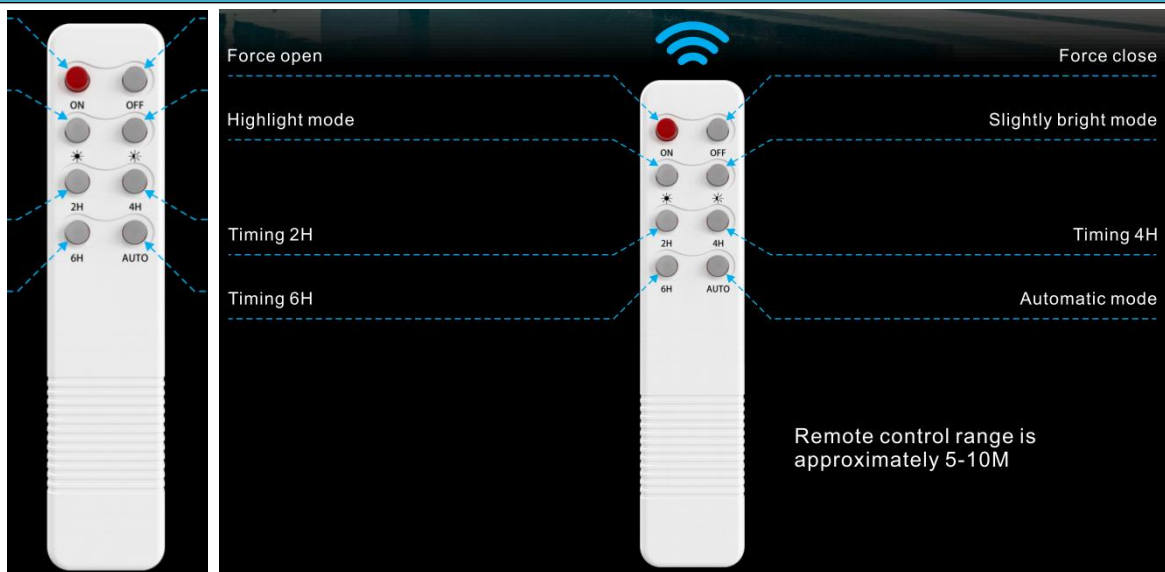 ON OFF
2H 4H
6H AUTO
Force open
Force close
Highlight mode
Slightly bright mode
Timing 2H
Timing 4H
Timing 6H
Automatic mode
ON OFF
2H 4H
6H AUTO
Remote control range is
approximately 5-10M